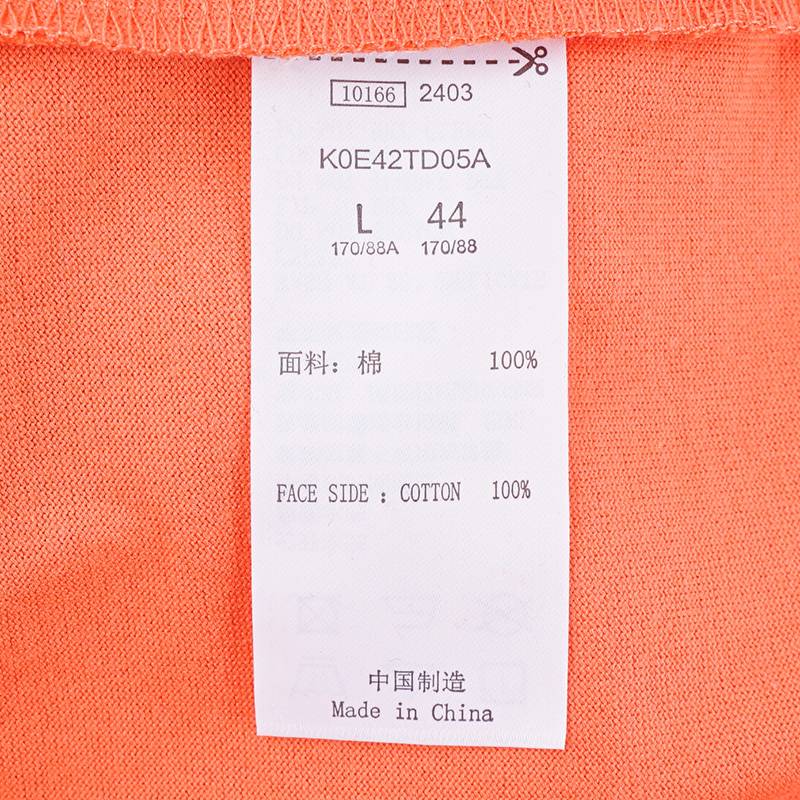 10166 2403
K0E42TD05A
L 44
170/88A 170/88
面料：棉 100%
FACE SIDE : COTTON 100%
中国制造
Made in China